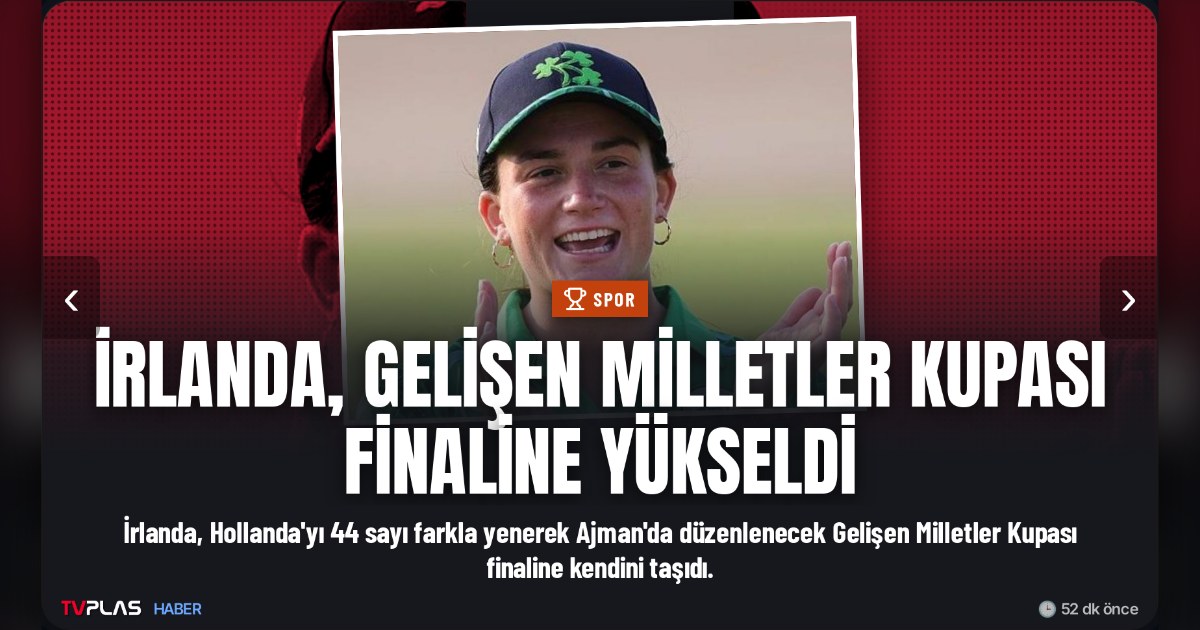 SPOR
İRLANDA, GELİŞEN MİLLETLER KUPASI
FİNALİNE YÜKSELDİ
İrlanda, Hollanda'yı 44 sayı farkla yenerek Ajman'da düzenlenecek Gelişen Milletler Kupası
finaline kendini taşıdı.
TVPLAS HABER
52 dk önce